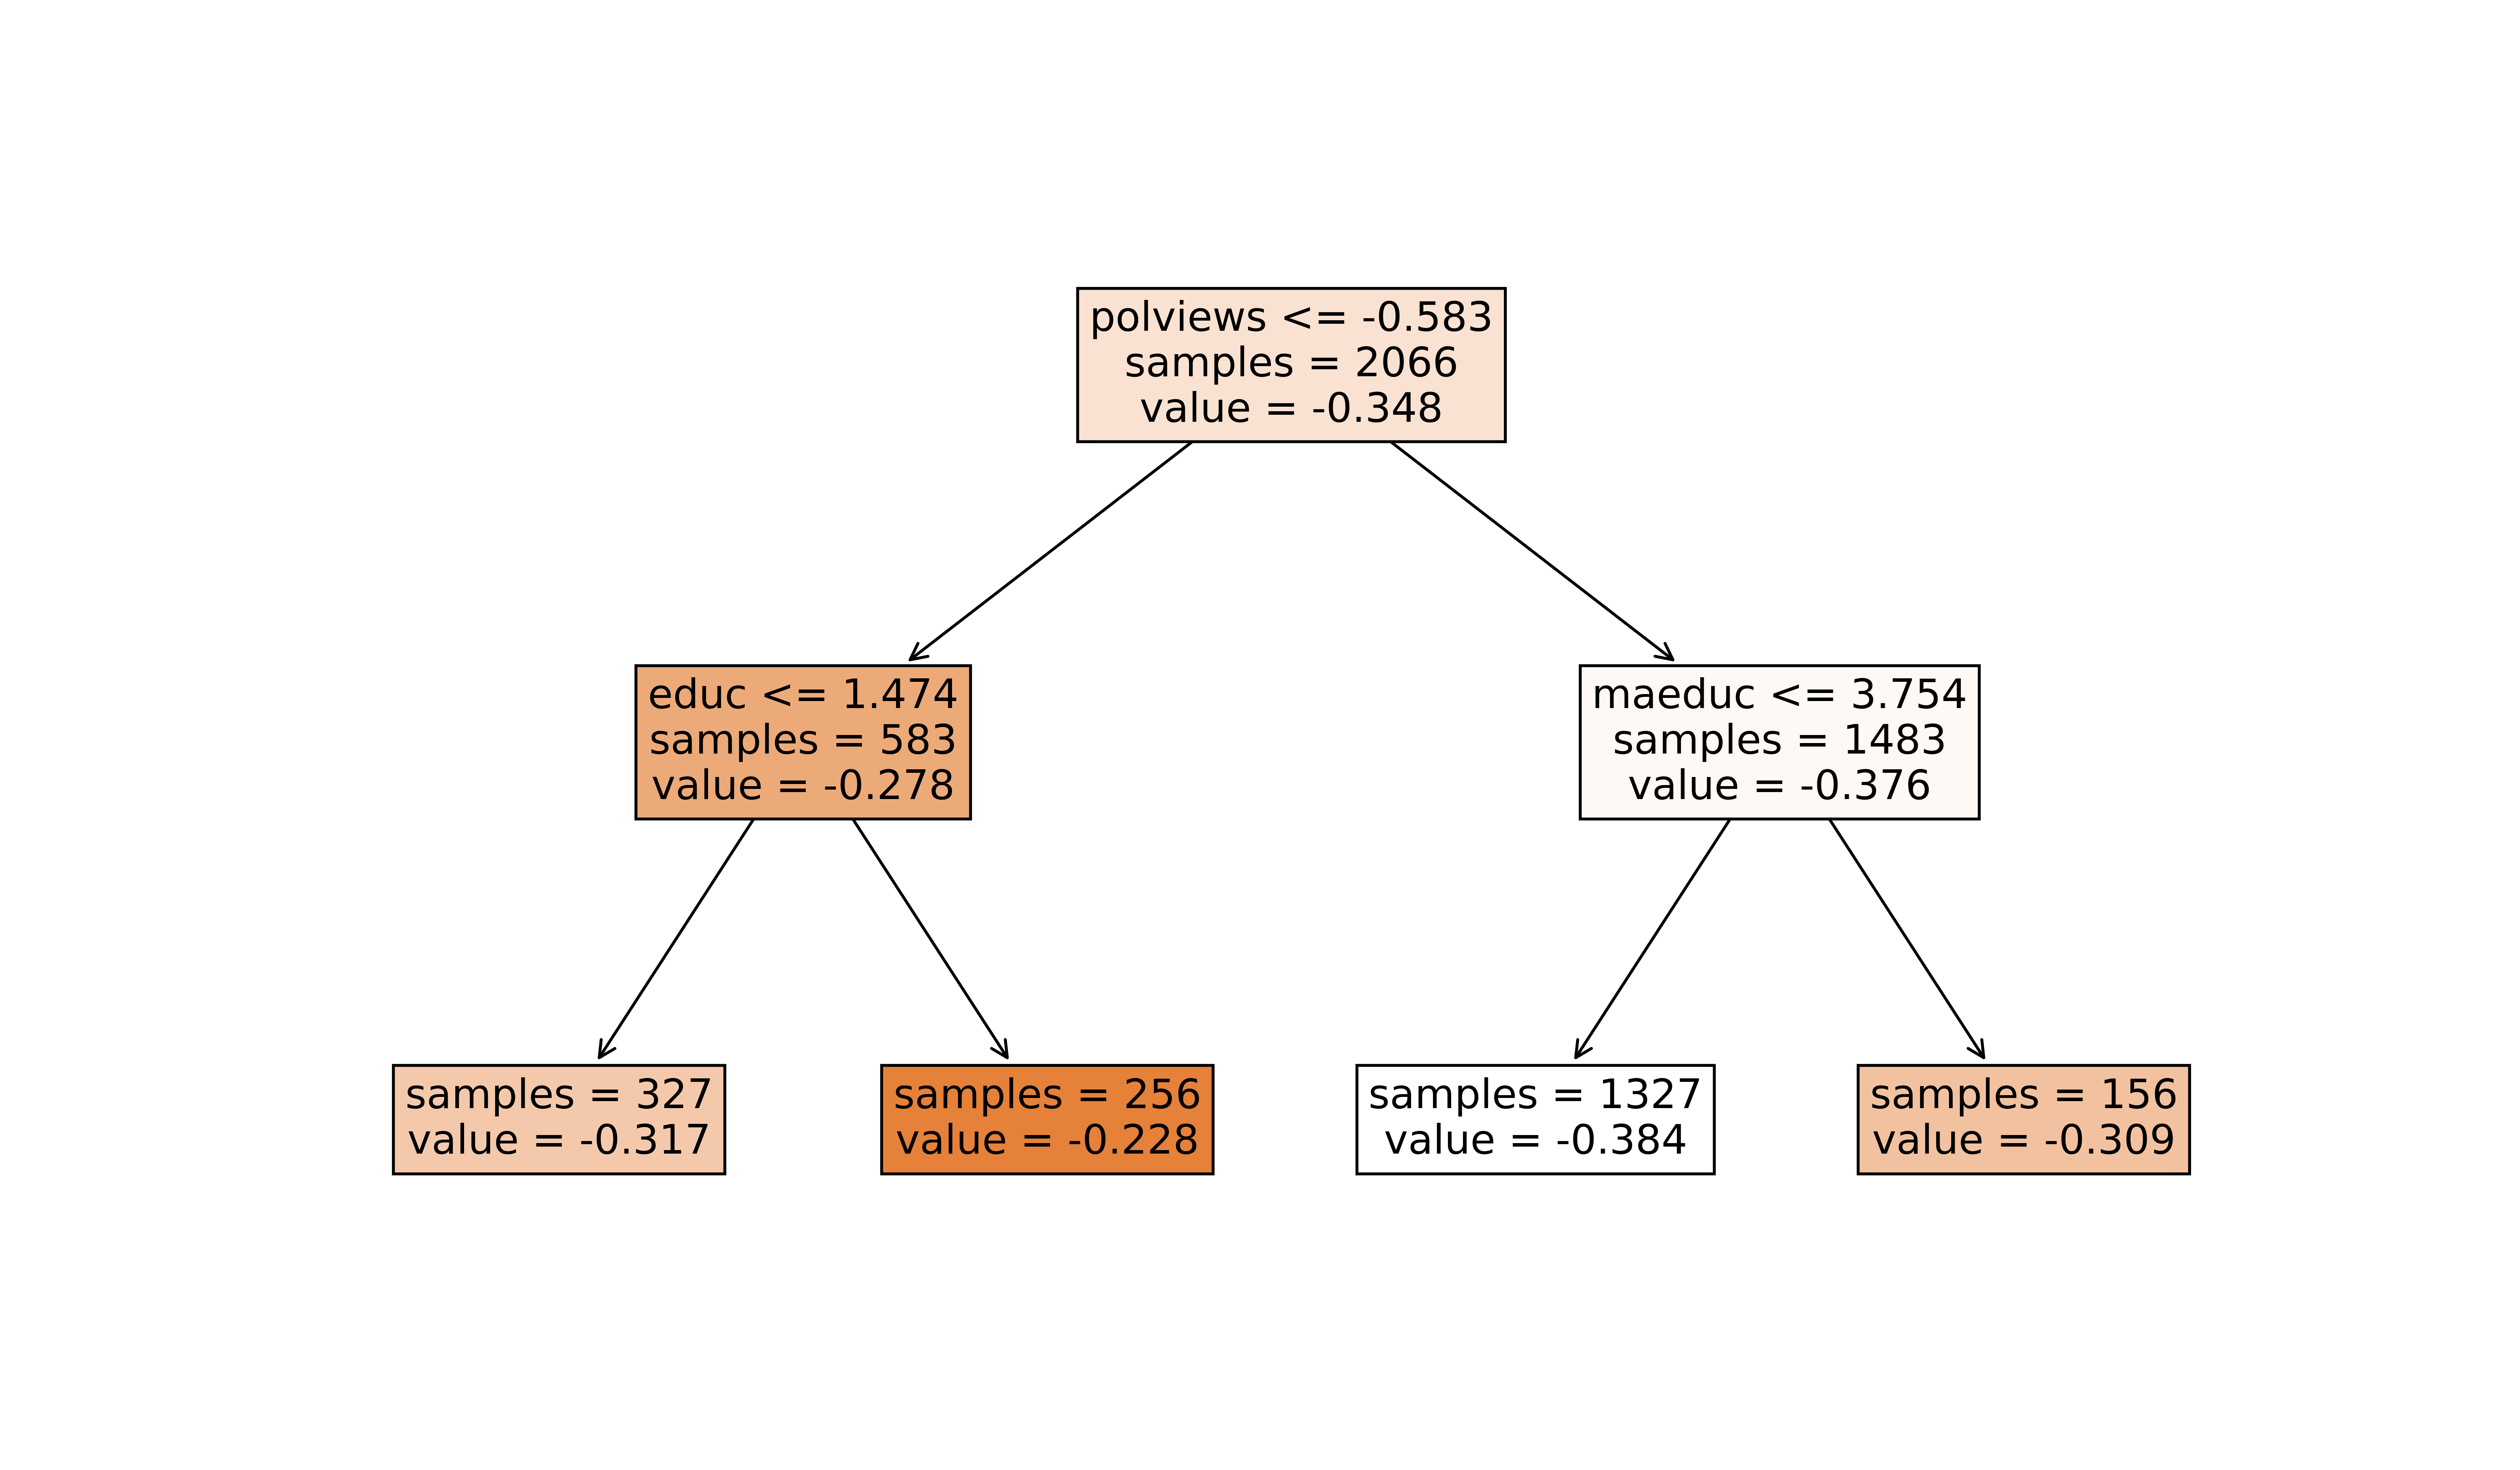 polviews <= -0.583
samples = 2066
value = -0.348
educ <= 1.474
samples = 583
value = -0.278
maeduc <= 3.754
samples = 1483
value = -0.376
samples = 327
value = -0.317
samples = 256
value = -0.228
samples = 1327
value = -0.384
samples = 156
value = -0.309